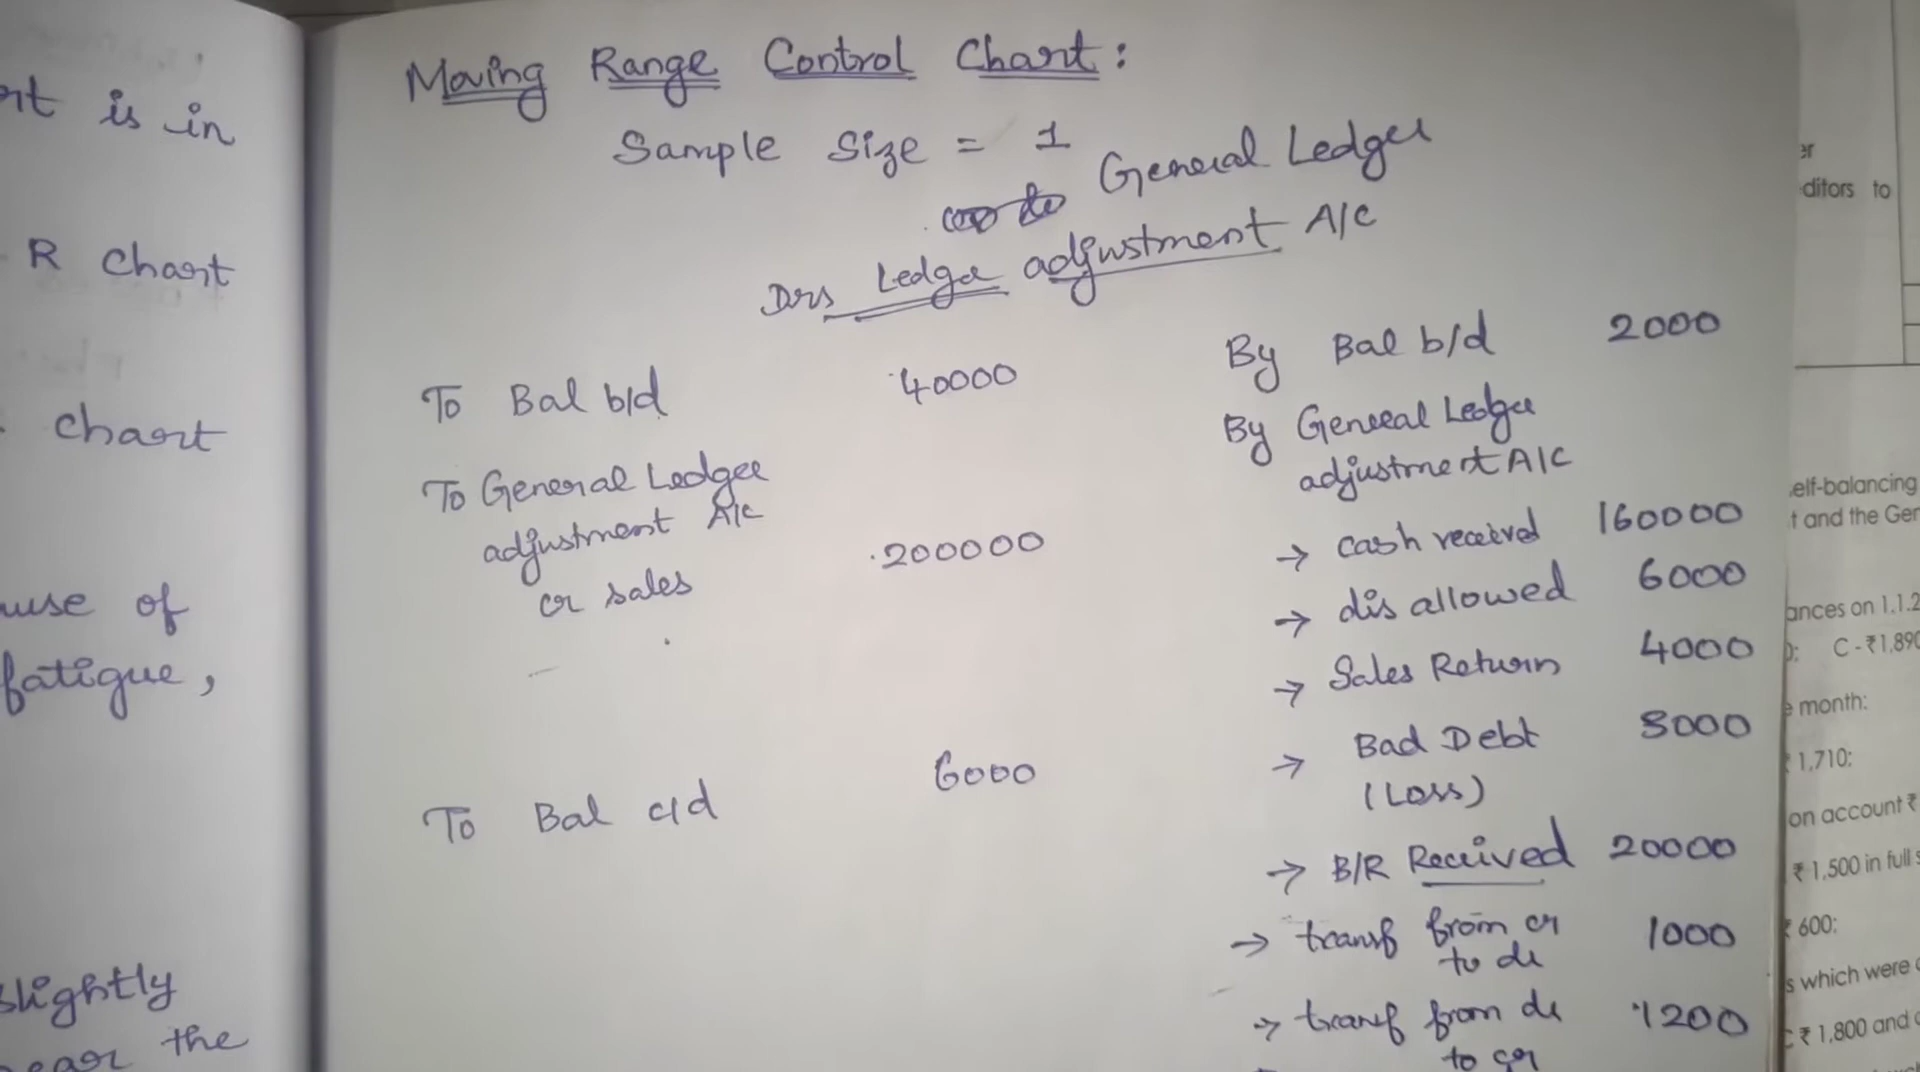 rt is in
R chart
chart
use of
fatigue,
slightly
near the
Moving Range Control Chart:
Sample Size = 1
General Ledger
Drs Ledger adjustment A/c
To Bal b/d 40000
To General Ledger
adjustment A/c
cr sales 200000
To Bal c/d 6000
By Bal b/d 2000
By General Ledger
adjustment A/C
→ cash received 160000
→ dis allowed 6000
→ Sales Return 4000
→ Bad Debt 8000
(Loss)
→ B/R Received 20000
→ transf from cr 1000
to dr
→ transf from dr 1200
to cr
er
ditors to
elf-balancing
t and the Ger
ances on 1.1.2
C - ₹1,890
e month:
1,710;
on account ₹
₹ 1,500 in full s
₹ 600;
s which were
₹ 1,800 and